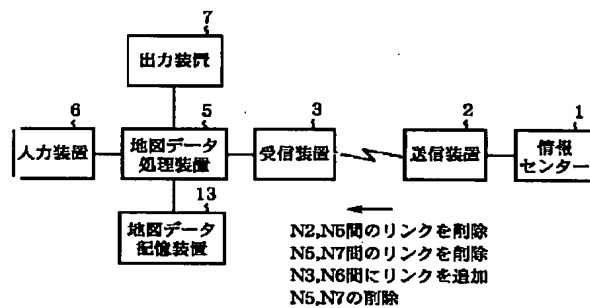 7
出力装置
6
5
3
2
1
入力装置
地図データ
処理装置
受信装置
送信装置
情報
センター
13
地図データ
記憶装置
N2,N5間のリンクを削除
N5,N7間のリンクを削除
N3,N6間にリンクを追加
N5,N7の削除